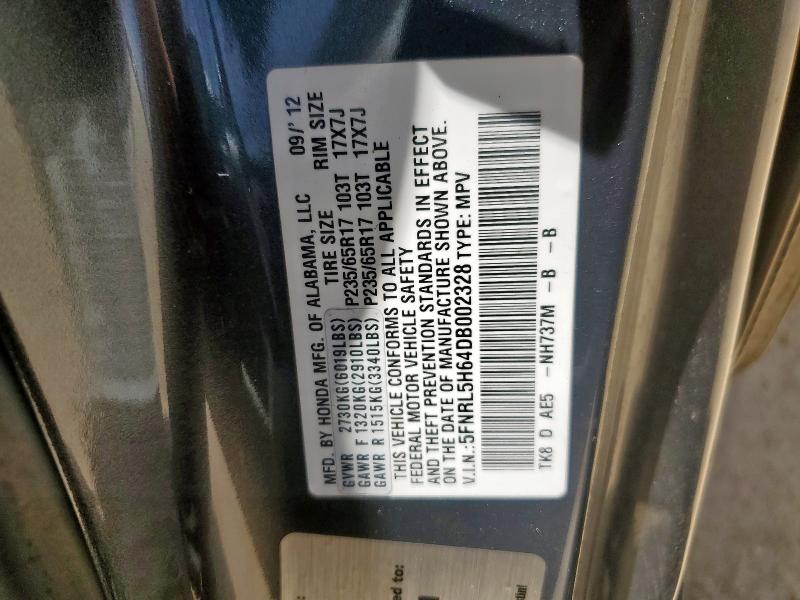 MFD. BY HONDA MFG. OF ALABAMA, LLC 09/'12
TIRE SIZE RIM SIZE
GVWR 2730KG(6019LBS)
GAWR F 1320KG(2910LBS) P235/65R17 103T 17X7J
GAWR R 1515KG(3340LBS) P235/65R17 103T 17X7J
THIS VEHICLE CONFORMS TO ALL APPLICABLE
FEDERAL MOTOR VEHICLE SAFETY
AND THEFT PREVENTION STANDARDS IN EFFECT
ON THE DATE OF MANUFACTURE SHOWN ABOVE.
V.I.N.:5FNRL5H64DB002328 TYPE: MPV
TK8 D AE5 -NH737M -B -B
ed to: